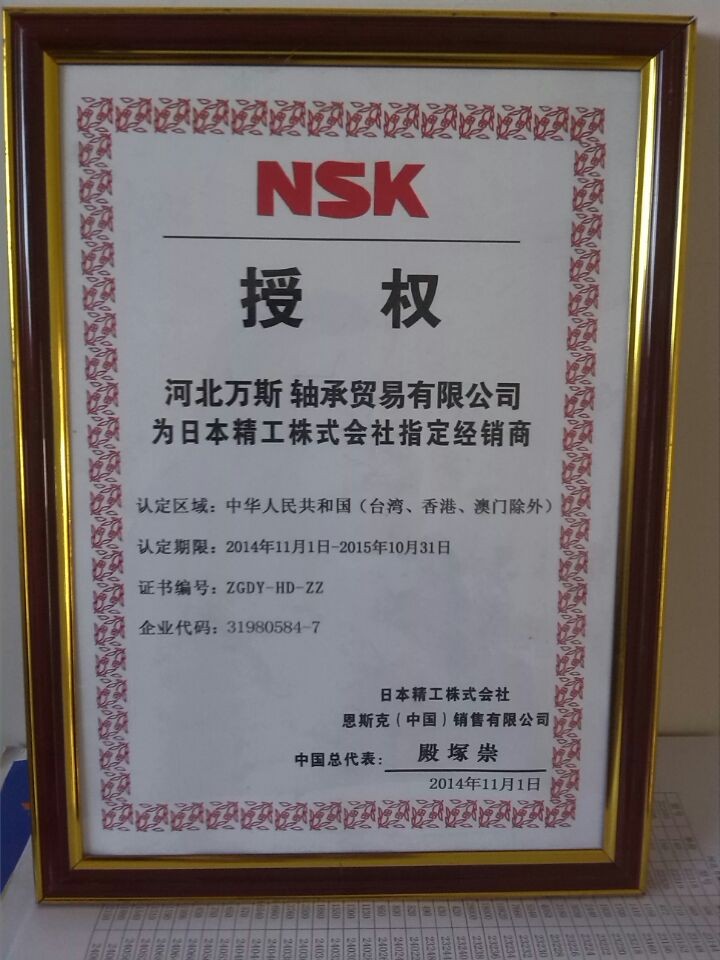 NSK
授 权
河北万斯 轴承贸易有限公司
为日本精工株式会社指定经销商
认定区域：中华人民共和国（台湾、香港、澳门除外）
认定期限：2014年11月1日-2015年10月31日
证书编号：ZGDY-HD-ZZ
企业代码：31980584-7
日本精工株式会社
恩斯克（中国）销售有限公司
中国总代表：殿塚崇
2014年11月1日